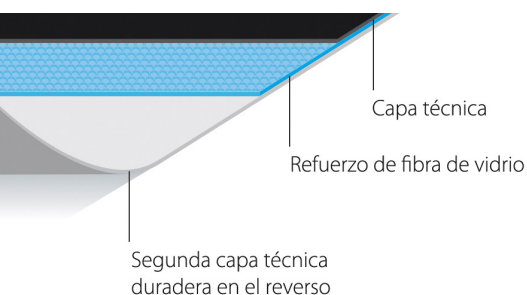 Capa técnica
Refuerzo de fibra de vidrio
Segunda capa técnica
duradera en el reverso